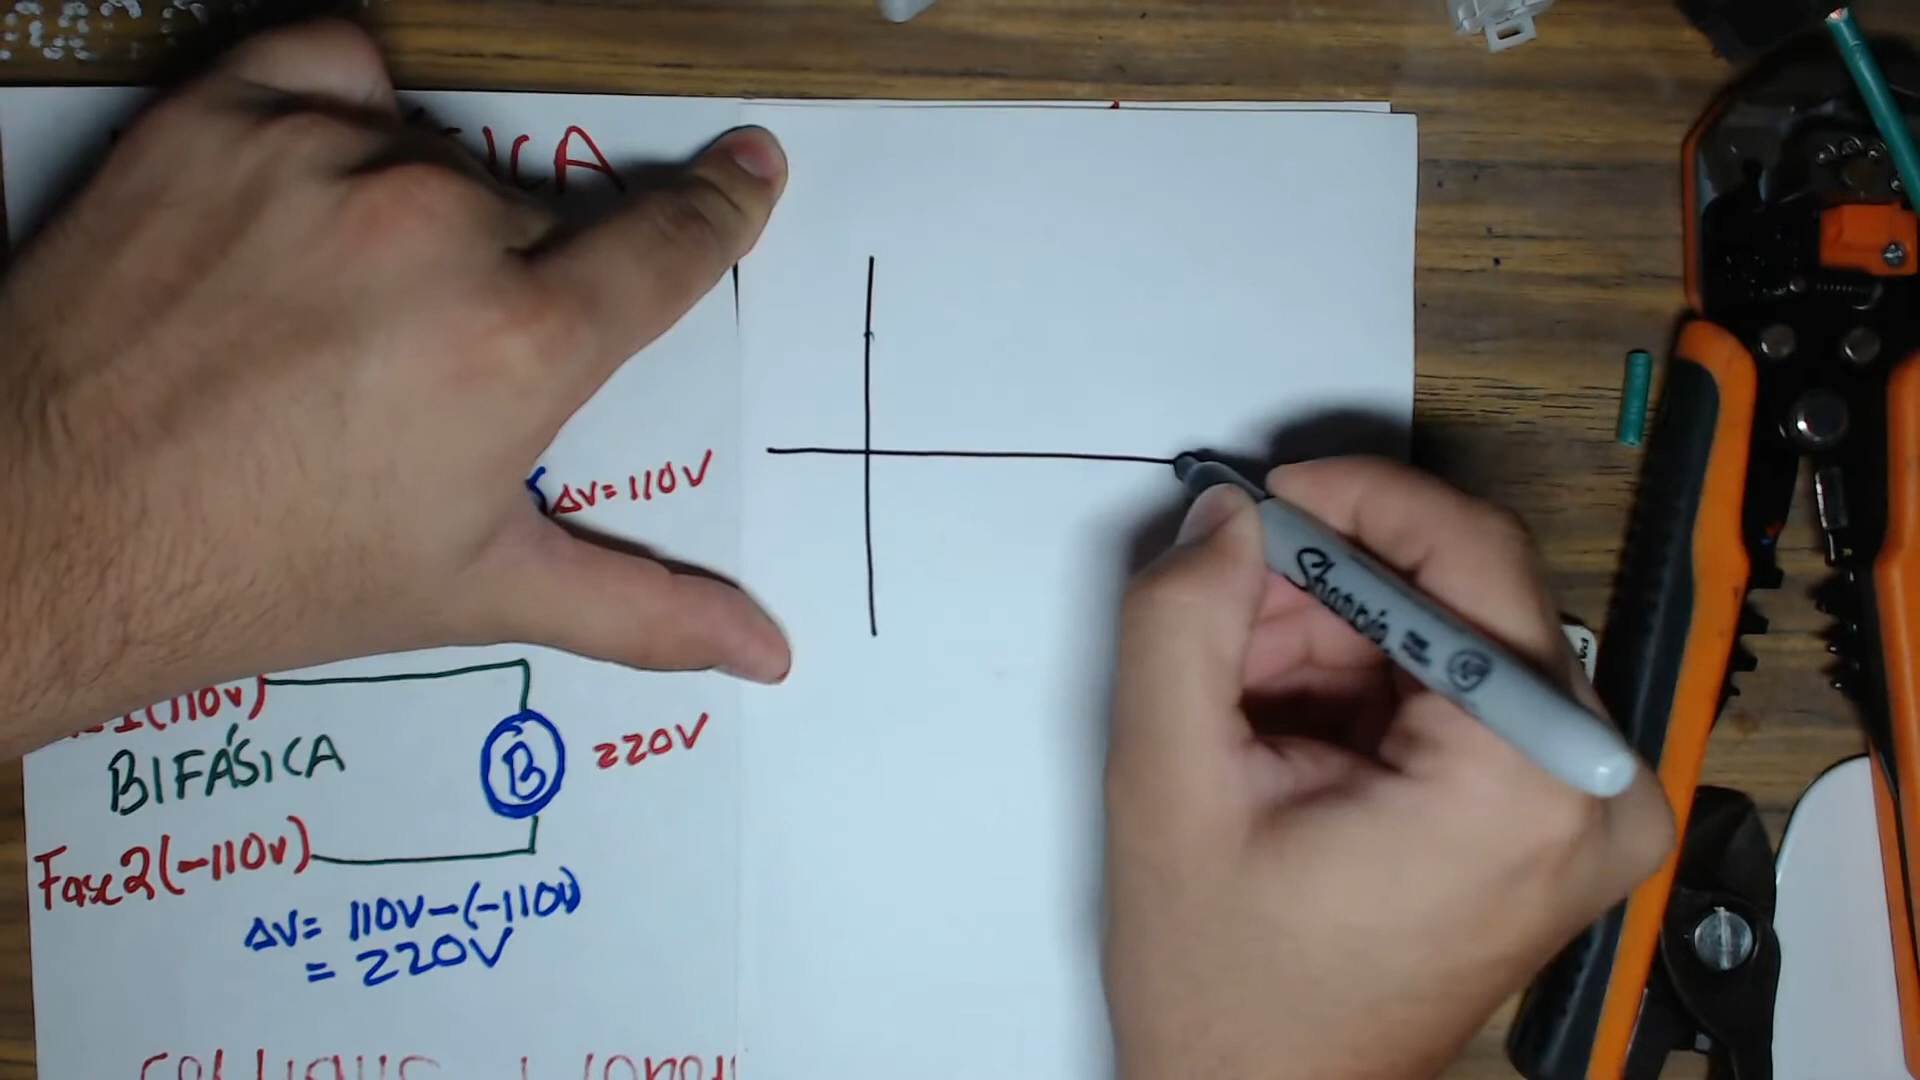 ΔV=110V
(110V)
BIFÁSICA
220V
Fase2(-110V)
ΔV= 110V-(-110V)
= 220V
Sharpie